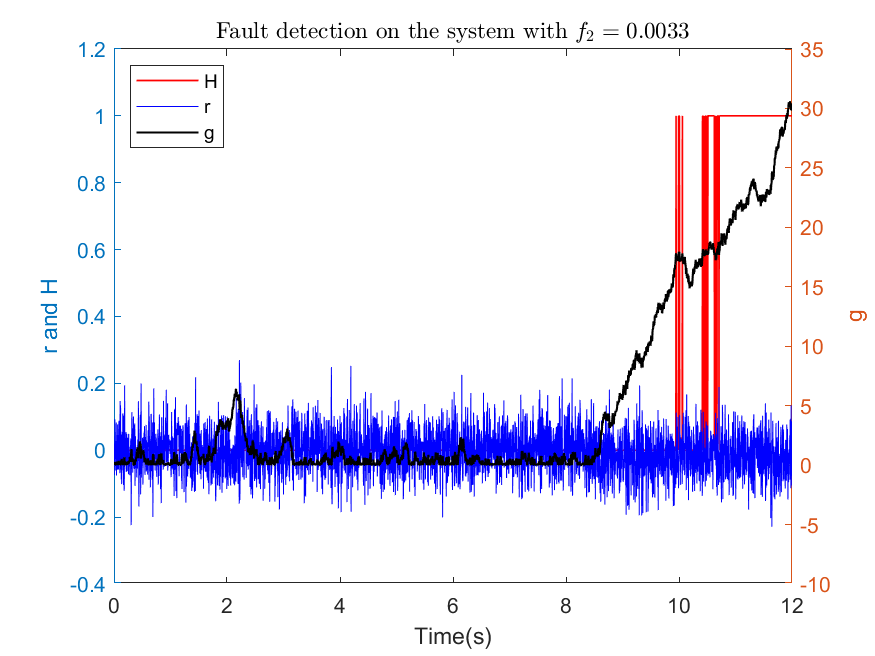 Fault detection on the system with f₂ = 0.0033
H
r
g
1.2
1
0.8
0.6
0.4
0.2
0
-0.2
-0.4
r and H
35
30
25
20
15
10
5
0
-5
-10
g
0 2 4 6 8 10 12
Time(s)